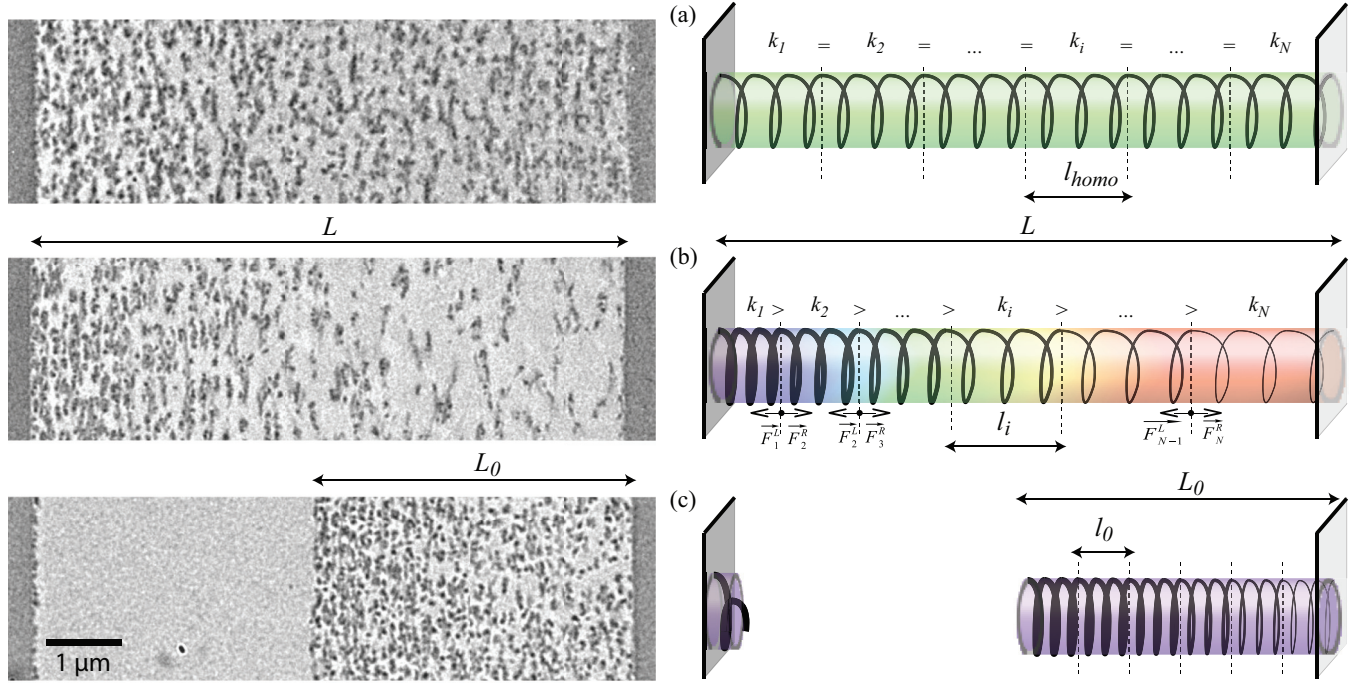 (a)
k1 = k2 = ... = ki = ... = kN
lhomo
L
L
(b)
k1 > k2 > ... > ki > ... > kN
F1L F2R F2L F3R FN-1L FNR
li
L0
(c)
L0
l0
1 μm